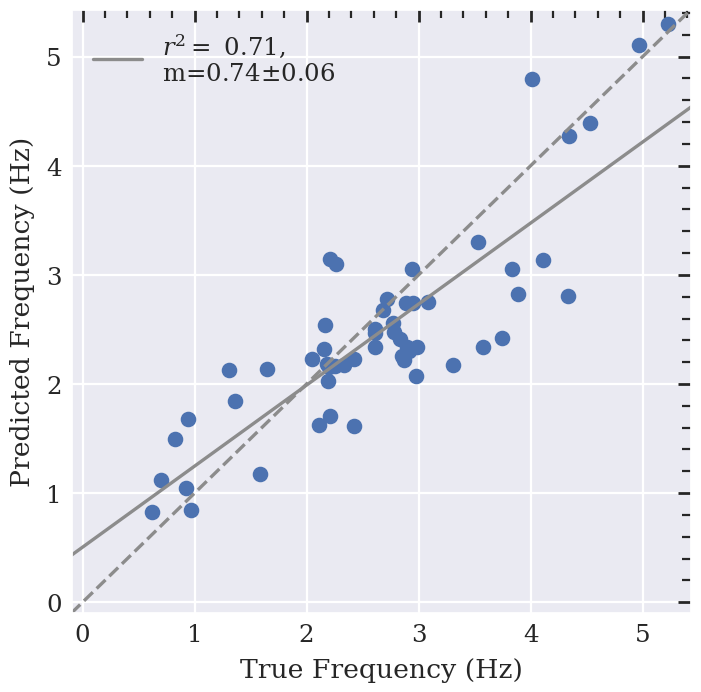 r² = 0.71,
m=0.74±0.06
5
4
3
2
1
0
Predicted Frequency (Hz)
0 1 2 3 4 5
True Frequency (Hz)